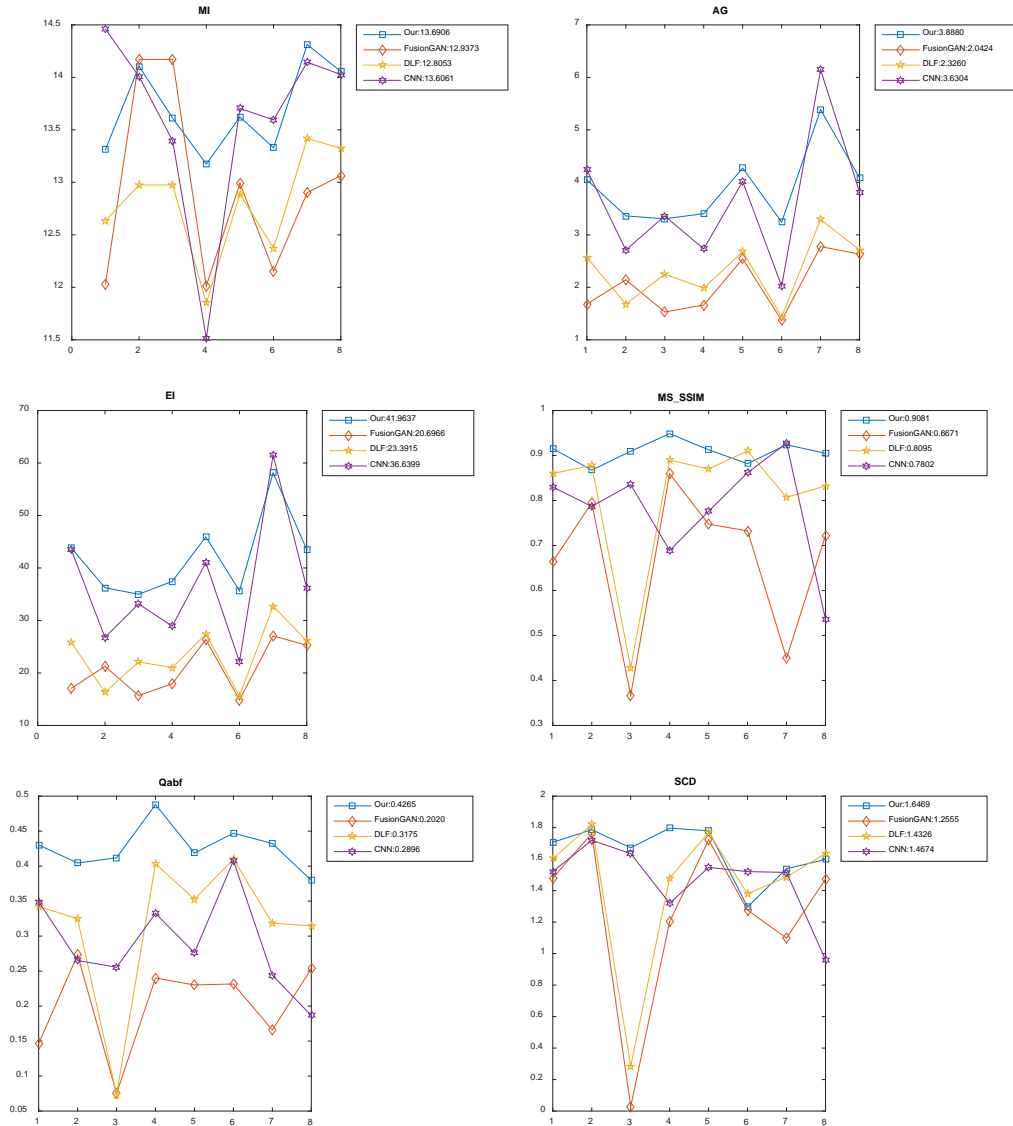 MI
14.5
14
13.5
13
12.5
12
11.5
0 2 4 6 8
Our:13.6906
FusionGAN:12.9373
DLF:12.8053
CNN:13.6061
AG
7
6
5
4
3
2
1
1 2 3 4 5 6 7 8
Our:3.8880
FusionGAN:2.0424
DLF:2.3260
CNN:3.6304
EI
70
60
50
40
30
20
10
0 2 4 6 8
Our:41.9637
FusionGAN:20.6966
DLF:23.3915
CNN:36.6399
MS_SSIM
1
0.9
0.8
0.7
0.6
0.5
0.4
0.3
1 2 3 4 5 6 7 8
Our:0.9081
FusionGAN:0.6671
DLF:0.8095
CNN:0.7802
Qabf
0.5
0.45
0.4
0.35
0.3
0.25
0.2
0.15
0.1
0.05
1 2 3 4 5 6 7 8
Our:0.4265
FusionGAN:0.2020
DLF:0.3175
CNN:0.2896
SCD
2
1.8
1.6
1.4
1.2
1
0.8
0.6
0.4
0.2
0
1 2 3 4 5 6 7 8
Our:1.6469
FusionGAN:1.2555
DLF:1.4326
CNN:1.4674